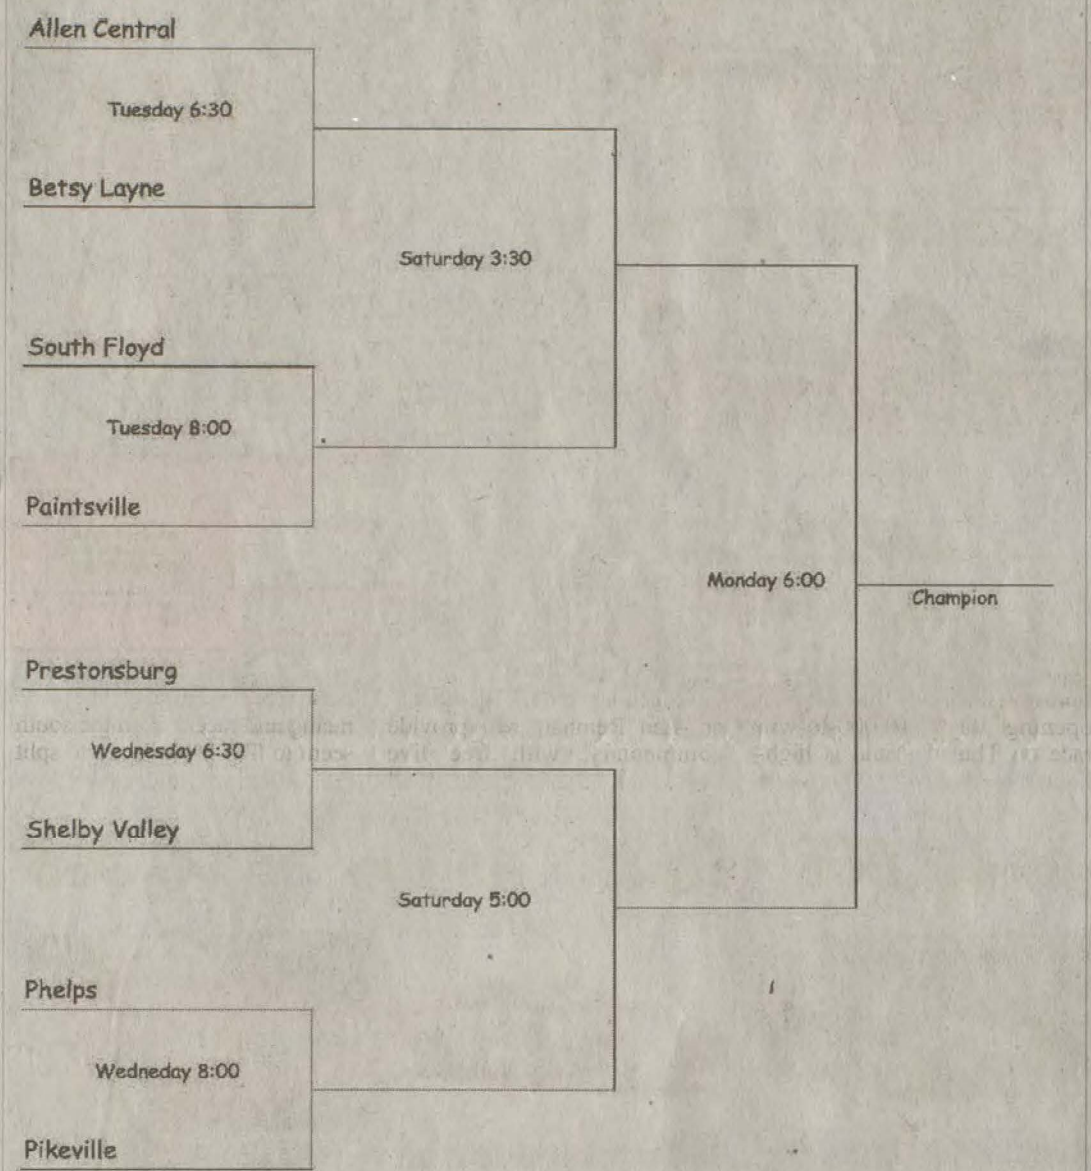 Allen Central
Tuesday 6:30
Betsy Layne
Saturday 3:30
South Floyd
Tuesday 8:00
Paintsville
Monday 6:00
Champion
Prestonsburg
Wednesday 6:30
Shelby Valley
Saturday 5:00
Phelps
Wedneday 8:00
Pikeville